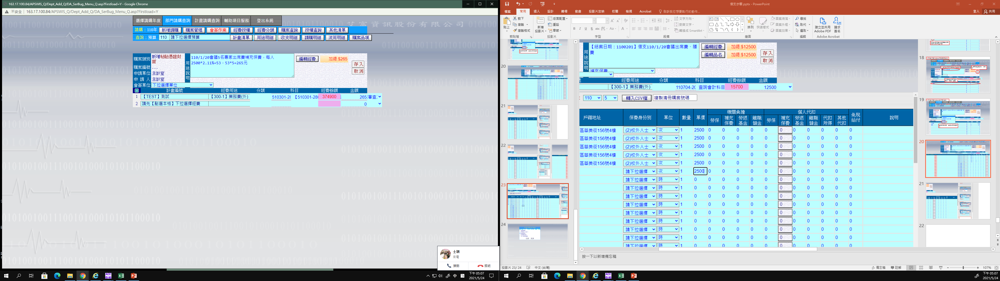 163.17.100.84/APSWIS_Q/Dept_Add_Q/DA_SerBug_Menu_Q.asp?Firstload=Y - Google Chrome
不安全 163.17.100.84/APSWIS_Q/Dept_Add_Q/DA_SerBug_Menu_Q.asp?Firstload=Y
選擇請購年度 部門請購查詢 計畫請購查詢 輔助項目服務 登出系統
艾富資訊股份有限公司
請購：110年 新增請購 購案管理 會簽作業 經費授權 經費分類 購案查詢 授權查詢 其他清單
查詢：預算 110 請下拉選擇預算 計畫清單 用途明細 收支明細 請購明細 流用明細 購案品項
購案類別 新增粘貼憑證封面
購案編號 ...
申請單位 主計室
申 請 人 主計室
會簽單位 下拉選擇單位
用途說明
110/1/20會議5名專家出席費補充保費，每人
2500*2.11%=53，53*5=265元
編輯經費 加總:$265
存入
取消
計畫編號 經費用途 分類 科目 經費餘額 金額
1 【TEST】測試 【300-1】業務費(外) 510301-28 【510301-280 374900 265 審查
2 請先【點選本格】下拉選擇經費 0
士穎
來電
接聽 拒絕
下午 05:07
2021/5/24
借支步驟.pptx - PowerPoint
檔案 常用 插入 設計 轉場 動畫 投影片放映 校閱 檢視 Acrobat 告訴我您想要執行的動作... 登入 共用
貼上 剪下 複製 複製格式 剪貼簿
新增投影片 版面配置 重設 章節 投影片
字型
文字方向 對齊文字 轉換成 SmartArt 段落
排列 快速樣式 圖案填滿 圖案外框 圖案效果 繪圖
尋找 取代 選取 編輯
建立並共用 Adobe PDF 請求簽名 Adobe Acrobat
20
21
22
23
24
用途說明
【結案日期：1100201】借支110/1/20會議出席費、膳
費
編輯經費 加總:$12500
編輯品名 加總:$12500
存入
取消
補充保費
經費用途 分類 科目 經費餘額 金額
【300-1】業務費(外) 110704-20 查詢會計科目 15700 12500
110 5 轉入CSV檔 複製清冊購案號碼
戶籍地址 保費身份別 單位 數量 單價 機關負擔 個人代扣 免稅給付 說明
勞保 補充保費 勞退基金 離職儲金 勞保 補充保費 勞退基金 離職儲金 代扣所得 其他代扣
區華美街156號4樓 (2)校外人士 次 1 2500 0 0 0 0 0 0 0 0 0 0 0
區華美街156號4樓 (2)校外人士 次 1 2500 0 0 0 0 0 0 0 0 0 0 0
區華美街156號4樓 (2)校外人士 次 1 2500 0 0 0 0 0 0 0 0 0 0 0
區華美街156號4樓 (2)校外人士 次 1 2500 0 0 0 0 0 0 0 0 0 0 0
區華美街156號4樓 (2)校外人士 次 1 2500 0 0 0 0 0 0 0 0 0 0 0
請下拉選擇 次 1 2500 0 0 0 0 0 0 0 0 0 0 0
請下拉選擇 時 1 0 0 0 0 0 0 0 0 0 0 0 0
請下拉選擇 時 1 0 0 0 0 0 0 0 0 0 0 0 0
請下拉選擇 時 1 0 0 0 0 0 0 0 0 0 0 0 0
請下拉選擇 時 1 0 0 0 0 0 0 0 0 0 0 0 0
請下拉選擇 時 1 0 0 0 0 0 0 0 0 0 0 0 0
請下拉選擇 時 1 0 0 0 0 0 0 0 0 0 0 0 0
請下拉選擇 時 1 0 0 0 0 0 0 0 0 0 0 0 0
請下拉選擇 時 1 0 0 0 0 0 0 0 0 0 0 0 0
請下拉選擇 時 1 0 0 0 0 0 0 0 0 0 0 0 0
18
19
20
21
22
按一下以新增備忘稿
投影片 23/ 24 中文 (台灣) 備忘稿 註解 107%
下午 05:07
2021/5/24